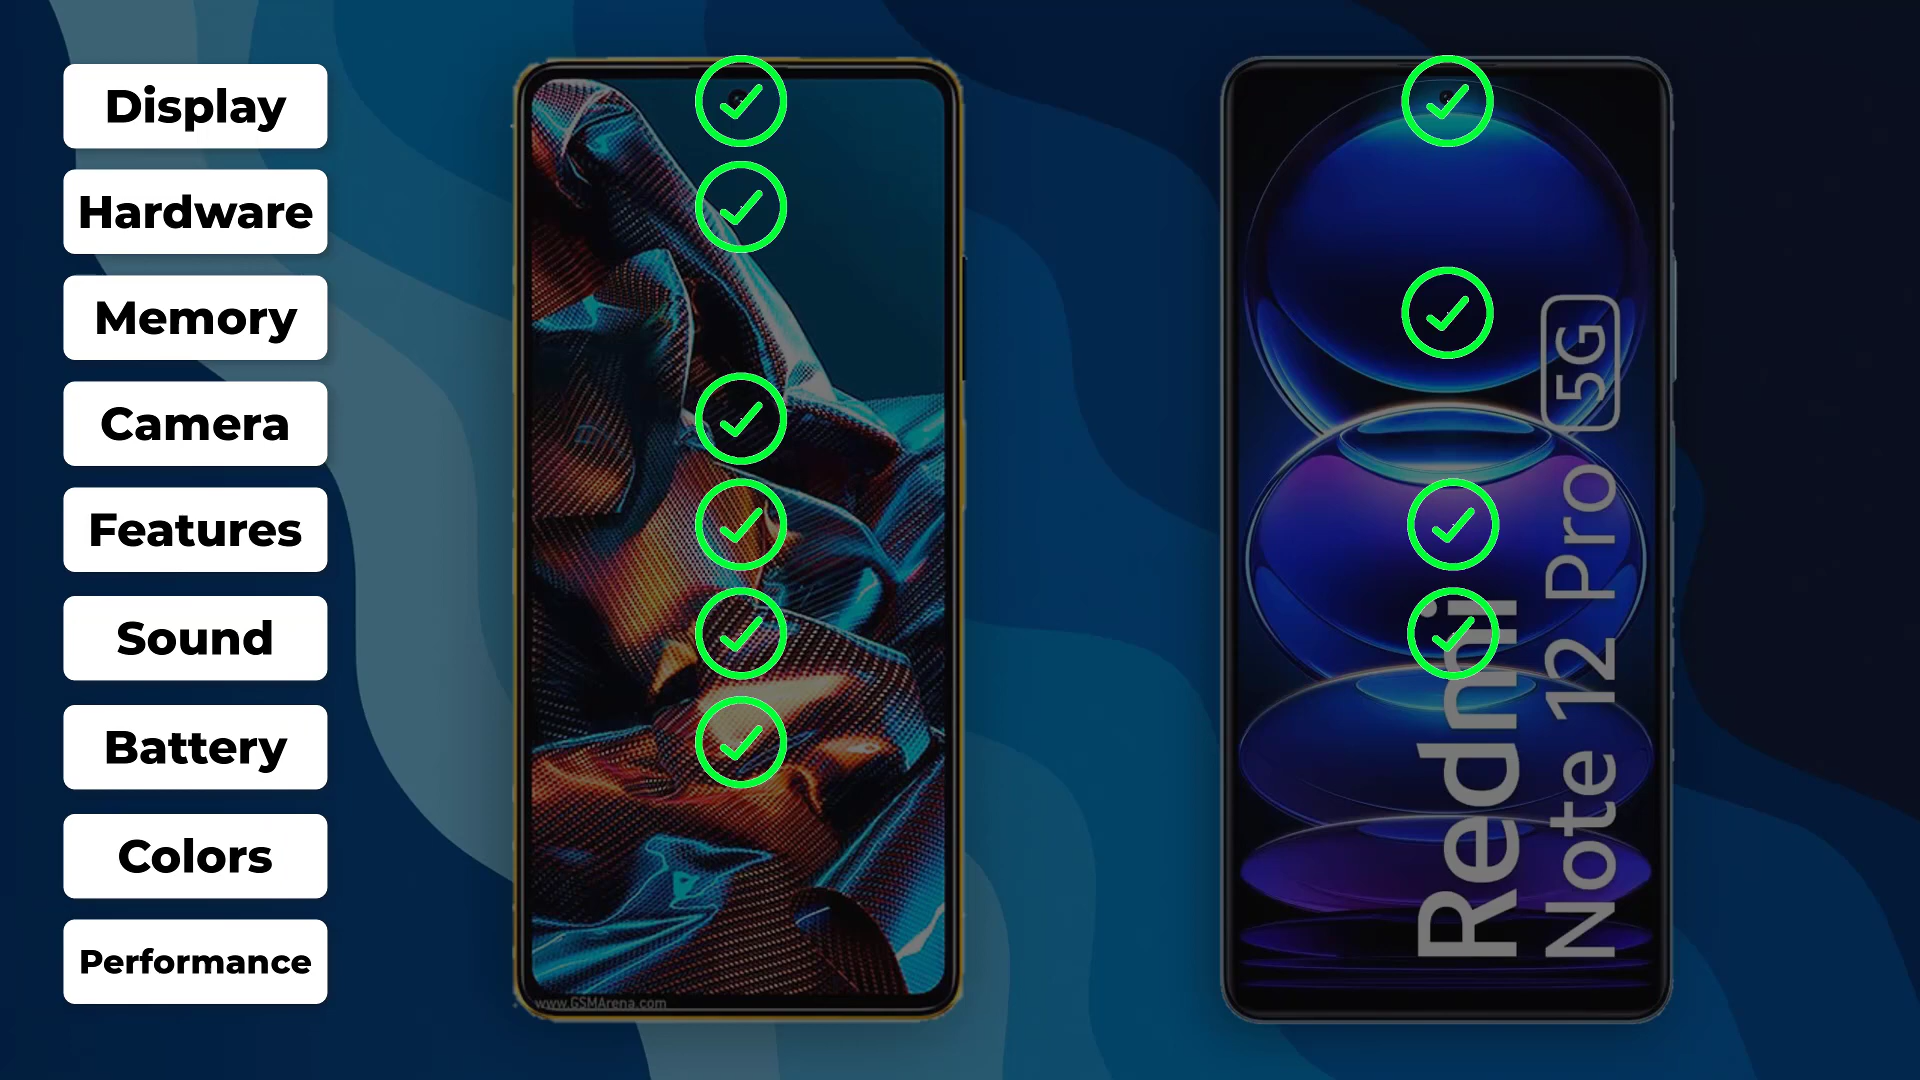 Display
Hardware
Memory
Camera
Features
Sound
Battery
Colors
Performance
www.GSMArena.com
Redmi
Note 12 Pro 5G